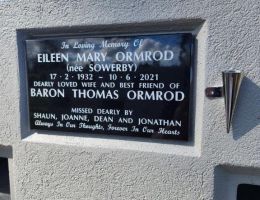 In Loving Memory Of
EILEEN MARY ORMROD
(née SOWERBY)
17 · 2 · 1932 ~ 10 · 6 · 2021
DEARLY LOVED WIFE AND BEST FRIEND OF
BARON THOMAS ORMROD
MISSED DEARLY BY
SHAUN, JOANNE, DEAN AND JONATHAN
Always In Our Thoughts, Forever In Our Hearts